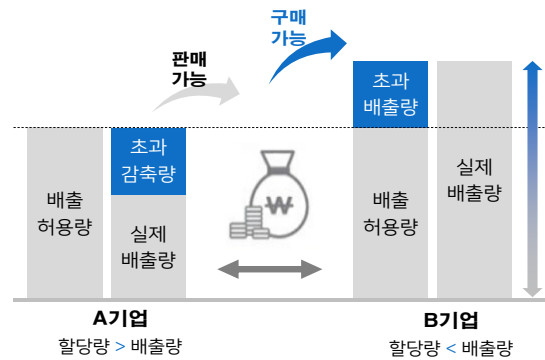 구매
가능
판매
가능
초과
배출량
초과
감축량
배출
허용량
실제
배출량
₩
배출
허용량
실제
배출량
A기업
할당량 > 배출량
B기업
할당량 < 배출량